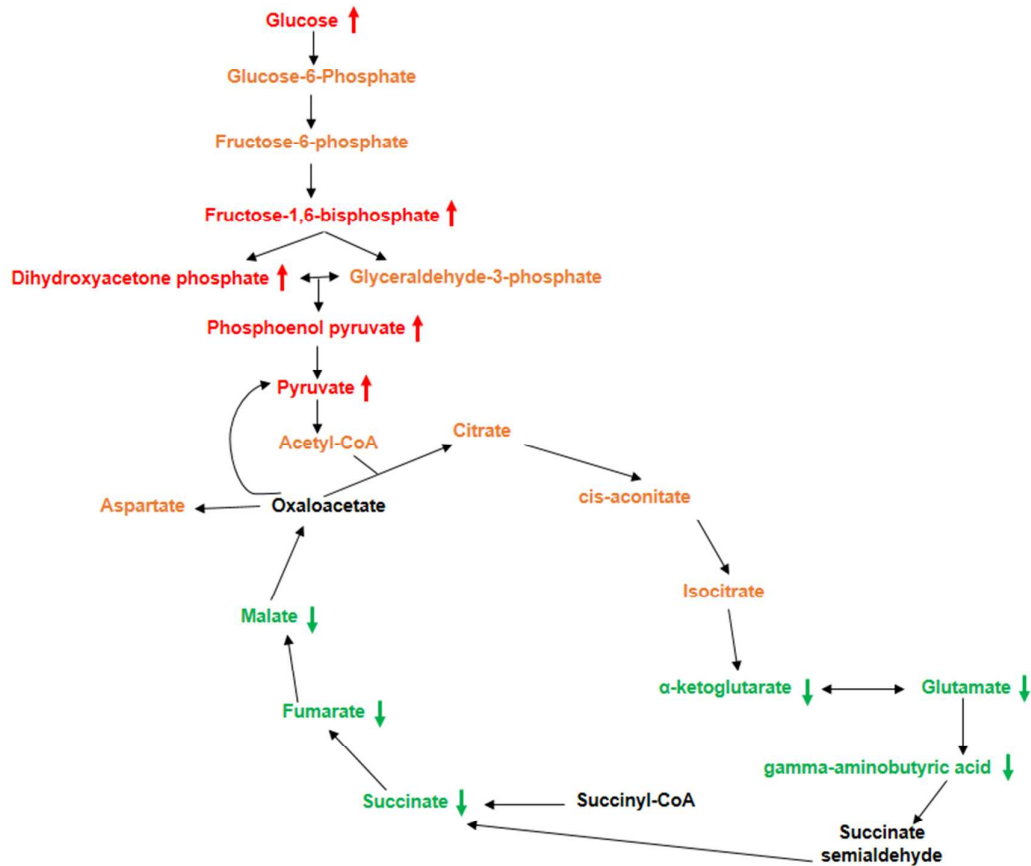 Glucose
Glucose-6-Phosphate
Fructose-6-phosphate
Fructose-1,6-bisphosphate
Dihydroxyacetone phosphate
Glyceraldehyde-3-phosphate
Phosphoenol pyruvate
Pyruvate
Acetyl-CoA
Citrate
cis-aconitate
Aspartate
Oxaloacetate
Isocitrate
Malate
α-ketoglutarate
Glutamate
Fumarate
gamma-aminobutyric acid
Succinate
Succinyl-CoA
Succinate
semialdehyde